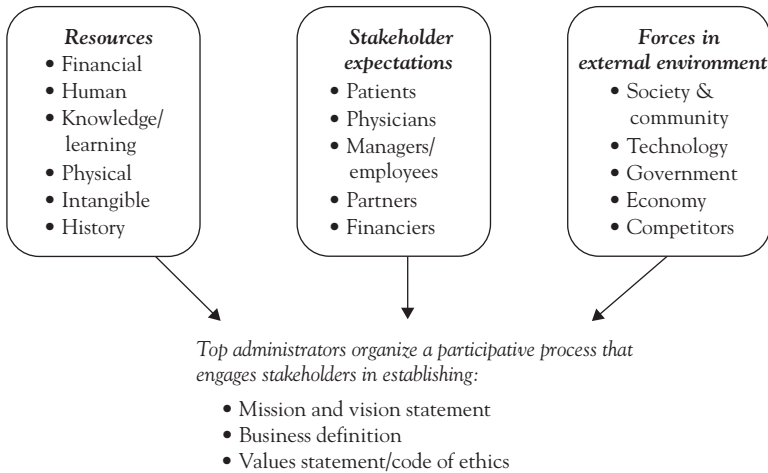 Resources
• Financial
• Human
• Knowledge/
learning
• Physical
• Intangible
• History
Stakeholder
expectations
• Patients
• Physicians
• Managers/
employees
• Partners
• Financiers
Forces in
external environment
• Society &
community
• Technology
• Government
• Economy
• Competitors
Top administrators organize a participative process that
engages stakeholders in establishing:
• Mission and vision statement
• Business definition
• Values statement/code of ethics